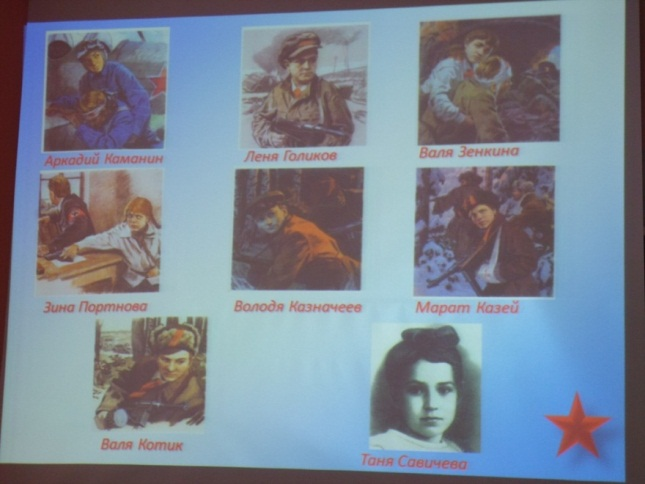 Аркадий Каманин
Леня Голиков
Валя Зенкина
Зина Портнова
Володя Казначеев
Марат Казей
Валя Котик
Таня Савичева